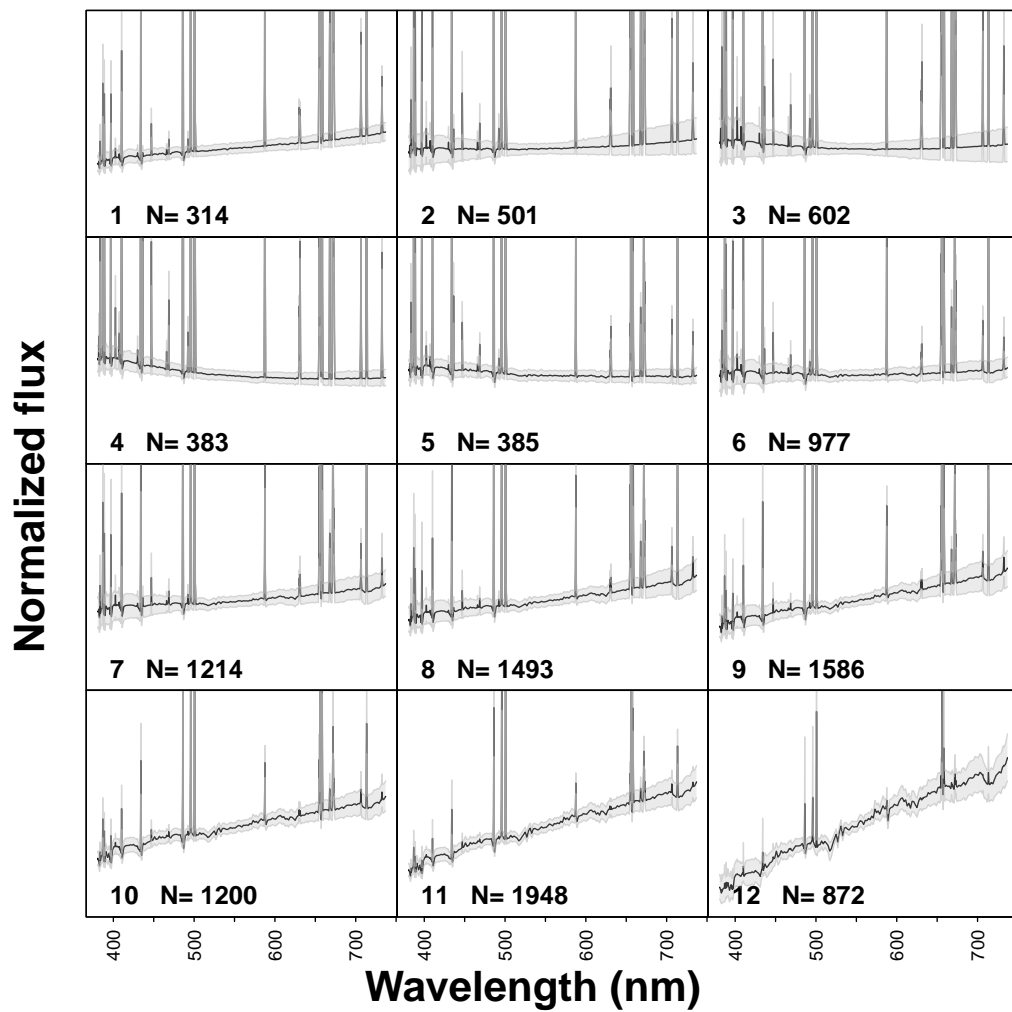 Normalized flux
1 N= 314
2 N= 501
3 N= 602
4 N= 383
5 N= 385
6 N= 977
7 N= 1214
8 N= 1493
9 N= 1586
10 N= 1200
11 N= 1948
12 N= 872
400 500 600 700 400 500 600 700 400 500 600 700
Wavelength (nm)